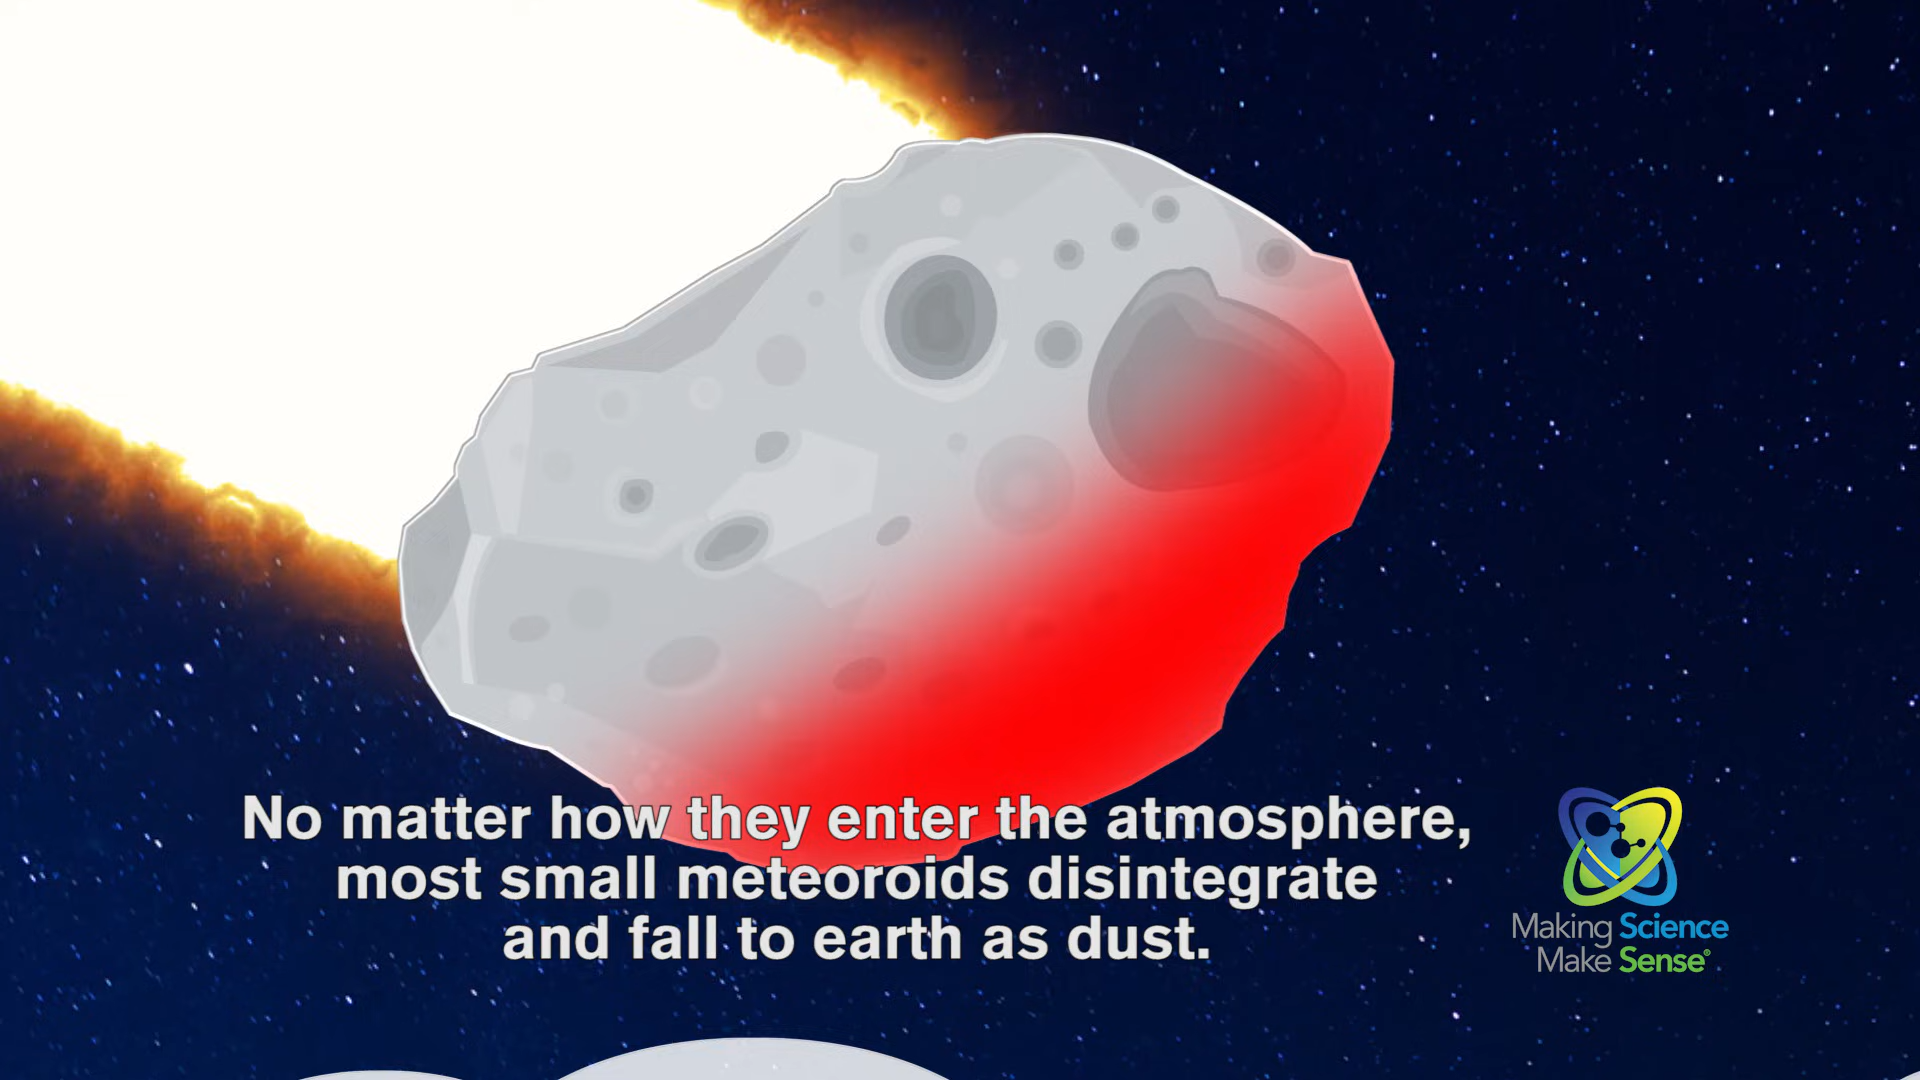 No matter how they enter the atmosphere,
most small meteoroids disintegrate
and fall to earth as dust.
Making Science
Make Sense®